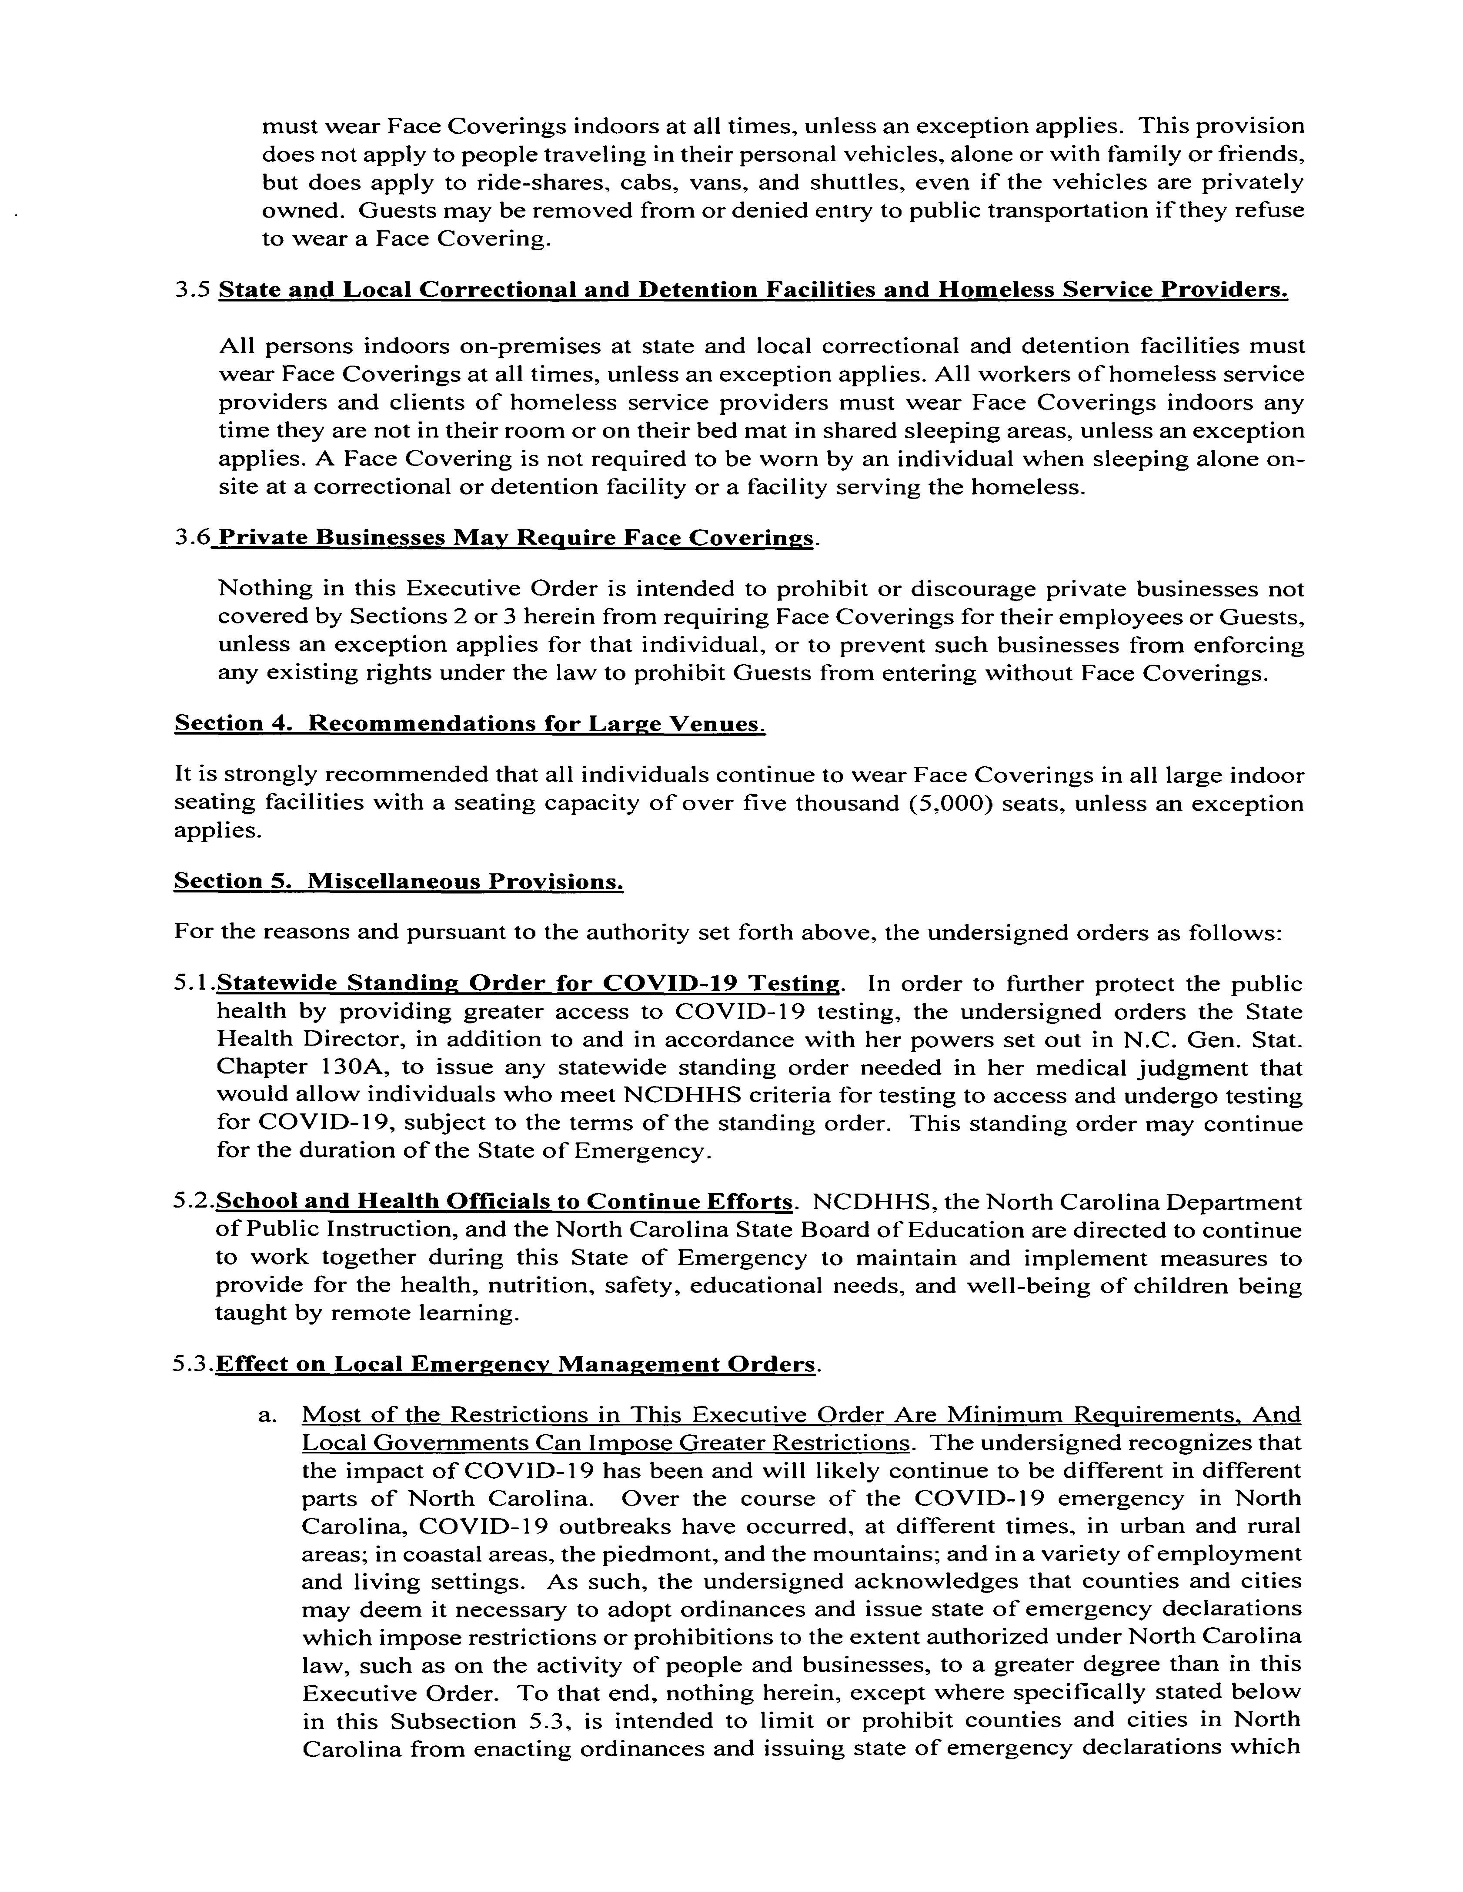 must wear Face Coverings indoors at all times, unless an exception applies. This provision
does not apply to people traveling in their personal vehicles, alone or with family or friends,
but does apply to ride-shares, cabs, vans, and shuttles, even if the vehicles are privately
owned. Guests may be removed from or denied entry to public transportation if they refuse
to wear a Face Covering.
3.5 State and Local Correctional and Detention Facilities and Homeless Service Providers.
All persons indoors on-premises at state and local correctional and detention facilities must
wear Face Coverings at all times, unless an exception applies. All workers of homeless service
providers and clients of homeless service providers must wear Face Coverings indoors any
time they are not in their room or on their bed mat in shared sleeping areas, unless an exception
applies. A Face Covering is not required to be worn by an individual when sleeping alone on-
site at a correctional or detention facility or a facility serving the homeless.
3.6 Private Businesses May Require Face Coverings.
Nothing in this Executive Order is intended to prohibit or discourage private businesses not
covered by Sections 2 or 3 herein from requiring Face Coverings for their employees or Guests,
unless an exception applies for that individual, or to prevent such businesses from enforcing
any existing rights under the law to prohibit Guests from entering without Face Coverings.
Section 4. Recommendations for Large Venues.
It is strongly recommended that all individuals continue to wear Face Coverings in all large indoor
seating facilities with a seating capacity of over five thousand (5,000) seats, unless an exception
applies.
Section 5. Miscellaneous Provisions.
For the reasons and pursuant to the authority set forth above, the undersigned orders as follows:
5.1.Statewide Standing Order for COVID-19 Testing. In order to further protect the public
health by providing greater access to COVID-19 testing, the undersigned orders the State
Health Director, in addition to and in accordance with her powers set out in N.C. Gen. Stat.
Chapter 130A, to issue any statewide standing order needed in her medical judgment that
would allow individuals who meet NCDHHS criteria for testing to access and undergo testing
for COVID-19, subject to the terms of the standing order. This standing order may continue
for the duration of the State of Emergency.
5.2.School and Health Officials to Continue Efforts. NCDHHS, the North Carolina Department
of Public Instruction, and the North Carolina State Board of Education are directed to continue
to work together during this State of Emergency to maintain and implement measures to
provide for the health, nutrition, safety, educational needs, and well-being of children being
taught by remote learning.
5.3.Effect on Local Emergency Management Orders.
a. Most of the Restrictions in This Executive Order Are Minimum Requirements, And
Local Governments Can Impose Greater Restrictions. The undersigned recognizes that
the impact of COVID-19 has been and will likely continue to be different in different
parts of North Carolina. Over the course of the COVID-19 emergency in North
Carolina, COVID-19 outbreaks have occurred, at different times, in urban and rural
areas; in coastal areas, the piedmont, and the mountains; and in a variety of employment
and living settings. As such, the undersigned acknowledges that counties and cities
may deem it necessary to adopt ordinances and issue state of emergency declarations
which impose restrictions or prohibitions to the extent authorized under North Carolina
law, such as on the activity of people and businesses, to a greater degree than in this
Executive Order. To that end, nothing herein, except where specifically stated below
in this Subsection 5.3, is intended to limit or prohibit counties and cities in North
Carolina from enacting ordinances and issuing state of emergency declarations which